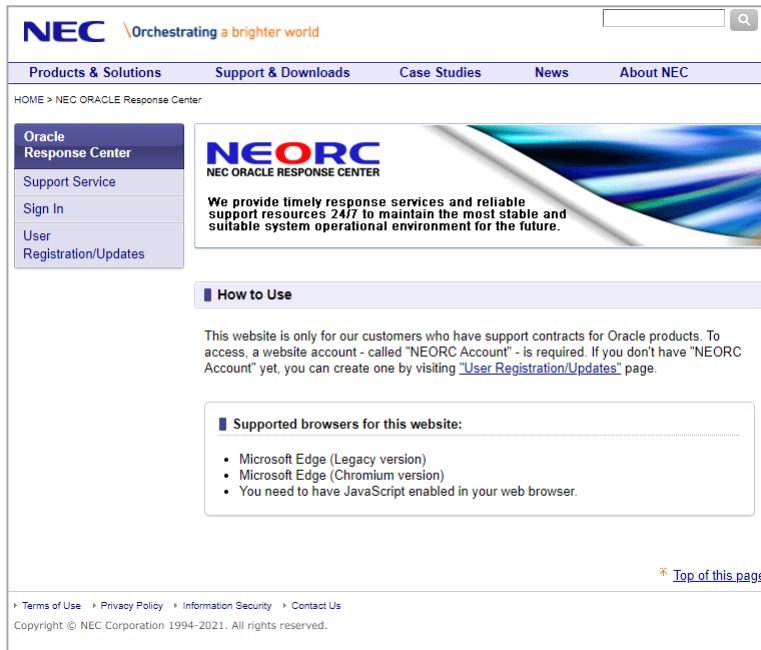 NEC \Orchestrating a brighter world
Products & Solutions Support & Downloads Case Studies News About NEC
HOME > NEC ORACLE Response Center
Oracle
Response Center
Support Service
Sign In
User
Registration/Updates
NEORC
NEC ORACLE RESPONSE CENTER
We provide timely response services and reliable
support resources 24/7 to maintain the most stable and
suitable system operational environment for the future.
How to Use
This website is only for our customers who have support contracts for Oracle products. To
access, a website account - called "NEORC Account" - is required. If you don't have "NEORC
Account" yet, you can create one by visiting "User Registration/Updates" page.
Supported browsers for this website:
• Microsoft Edge (Legacy version)
• Microsoft Edge (Chromium version)
• You need to have JavaScript enabled in your web browser.
Top of this page
Terms of Use Privacy Policy Information Security Contact Us
Copyright © NEC Corporation 1994-2021. All rights reserved.